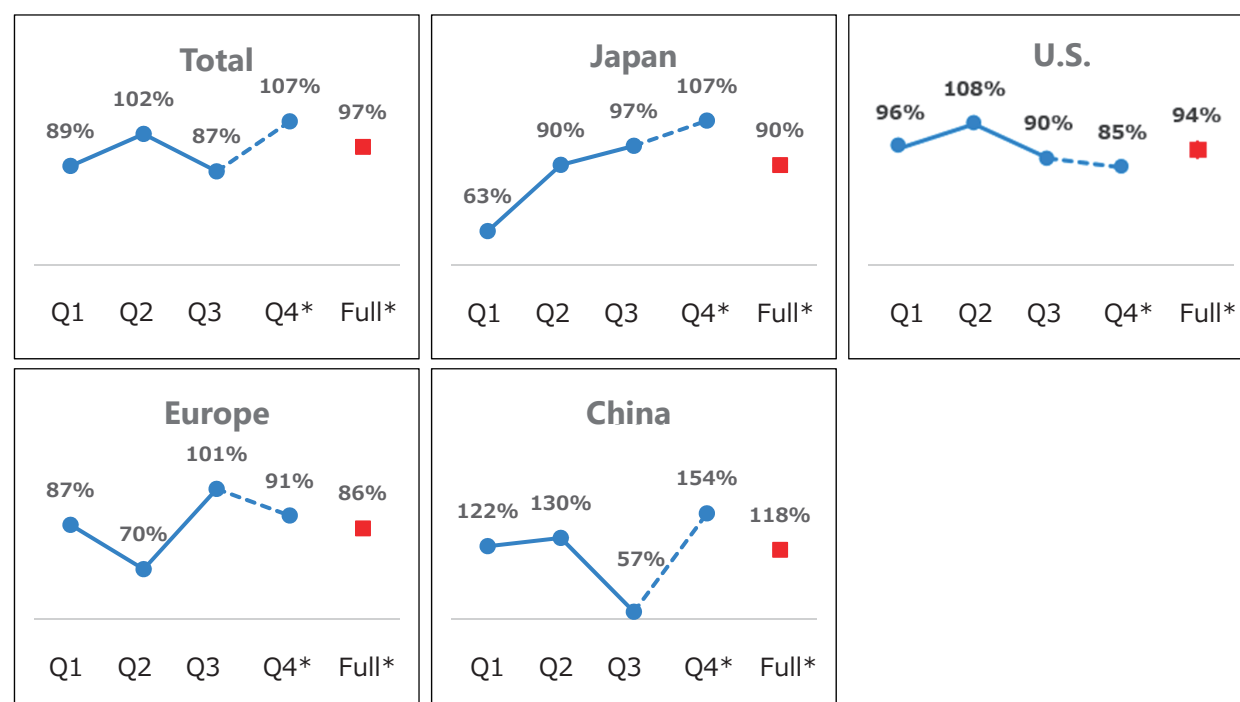 Total
89%
102%
87%
107%
97%
Q1 Q2 Q3 Q4* Full*
Japan
63%
90%
97%
107%
90%
Q1 Q2 Q3 Q4* Full*
U.S.
96%
108%
90%
85%
94%
Q1 Q2 Q3 Q4* Full*
Europe
87%
70%
101%
91%
86%
Q1 Q2 Q3 Q4* Full*
China
122%
130%
57%
154%
118%
Q1 Q2 Q3 Q4* Full*